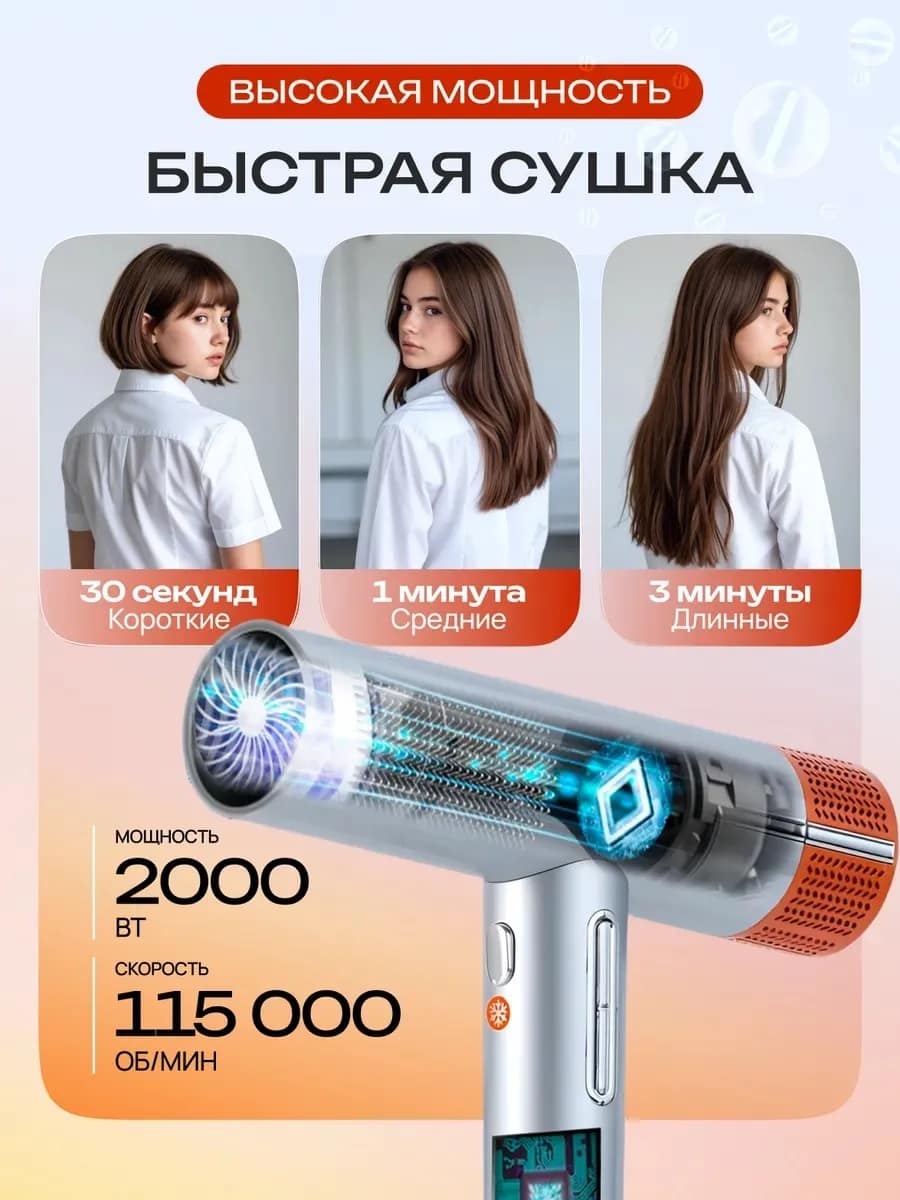 ВЫСОКАЯ МОЩНОСТЬ
БЫСТРАЯ СУШКА
30 секунд
Короткие
1 минута
Средние
3 минуты
Длинные
МОЩНОСТЬ
2000
ВТ
СКОРОСТЬ
115 000
ОБ/МИН